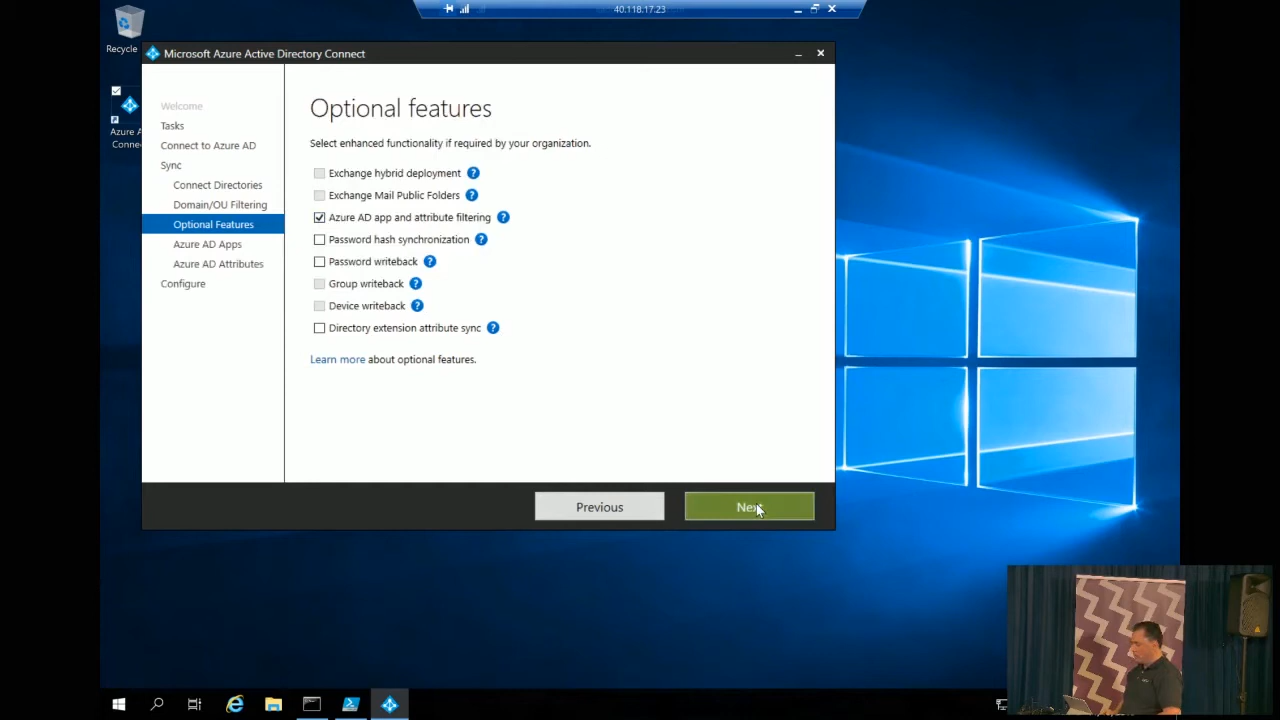 40.118.17.23
Recycle
Azure A
Connec
Microsoft Azure Active Directory Connect
Welcome
Tasks
Connect to Azure AD
Sync
Connect Directories
Domain/OU Filtering
Optional Features
Azure AD Apps
Azure AD Attributes
Configure
Optional features
Select enhanced functionality if required by your organization.
Exchange hybrid deployment ?
Exchange Mail Public Folders ?
Azure AD app and attribute filtering ?
Password hash synchronization ?
Password writeback ?
Group writeback ?
Device writeback ?
Directory extension attribute sync ?
Learn more about optional features.
Previous
Next